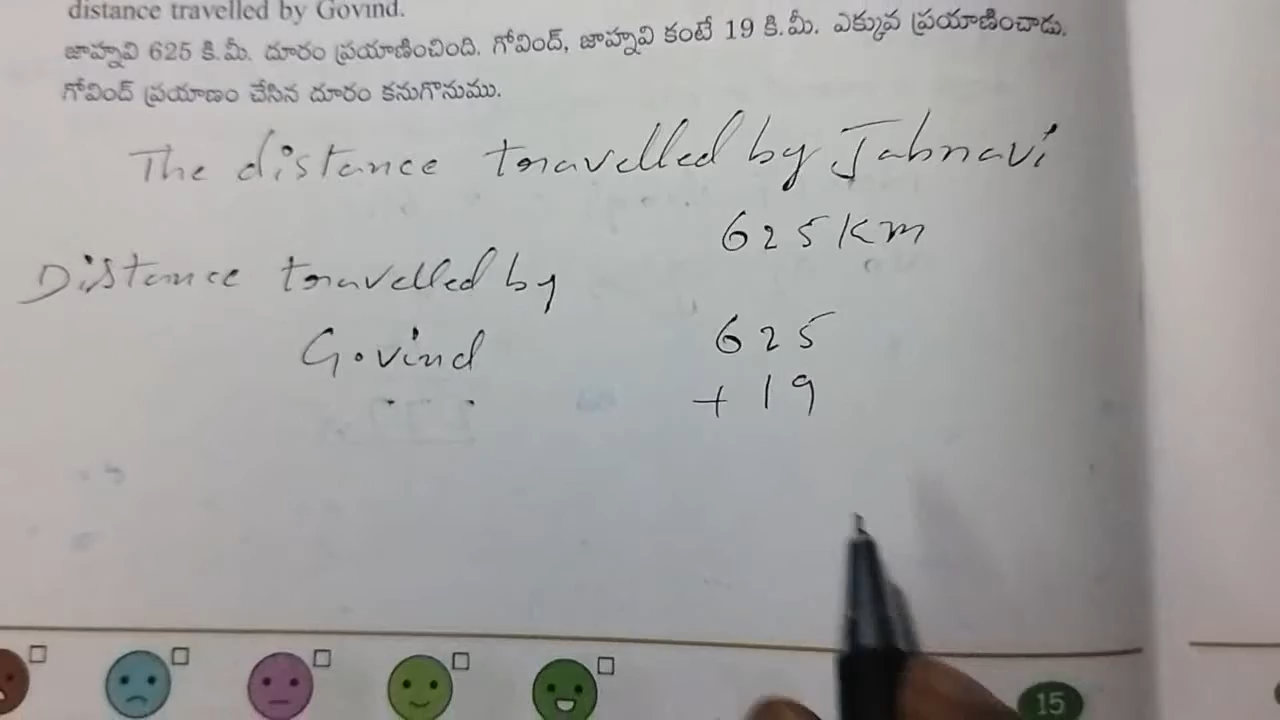 distance travelled by Govind.
జాహ్నవి 625 కి.మీ. దూరం ప్రయాణించింది. గోవింద్, జాహ్నవి కంటే 19 కి.మీ. ఎక్కువ ప్రయాణించాడు.
గోవింద్ ప్రయాణం చేసిన దూరం కనుగొనుము.
The distance travelled by Jahnavi
625 km
Distance travelled by
Govind
625
+ 19
15